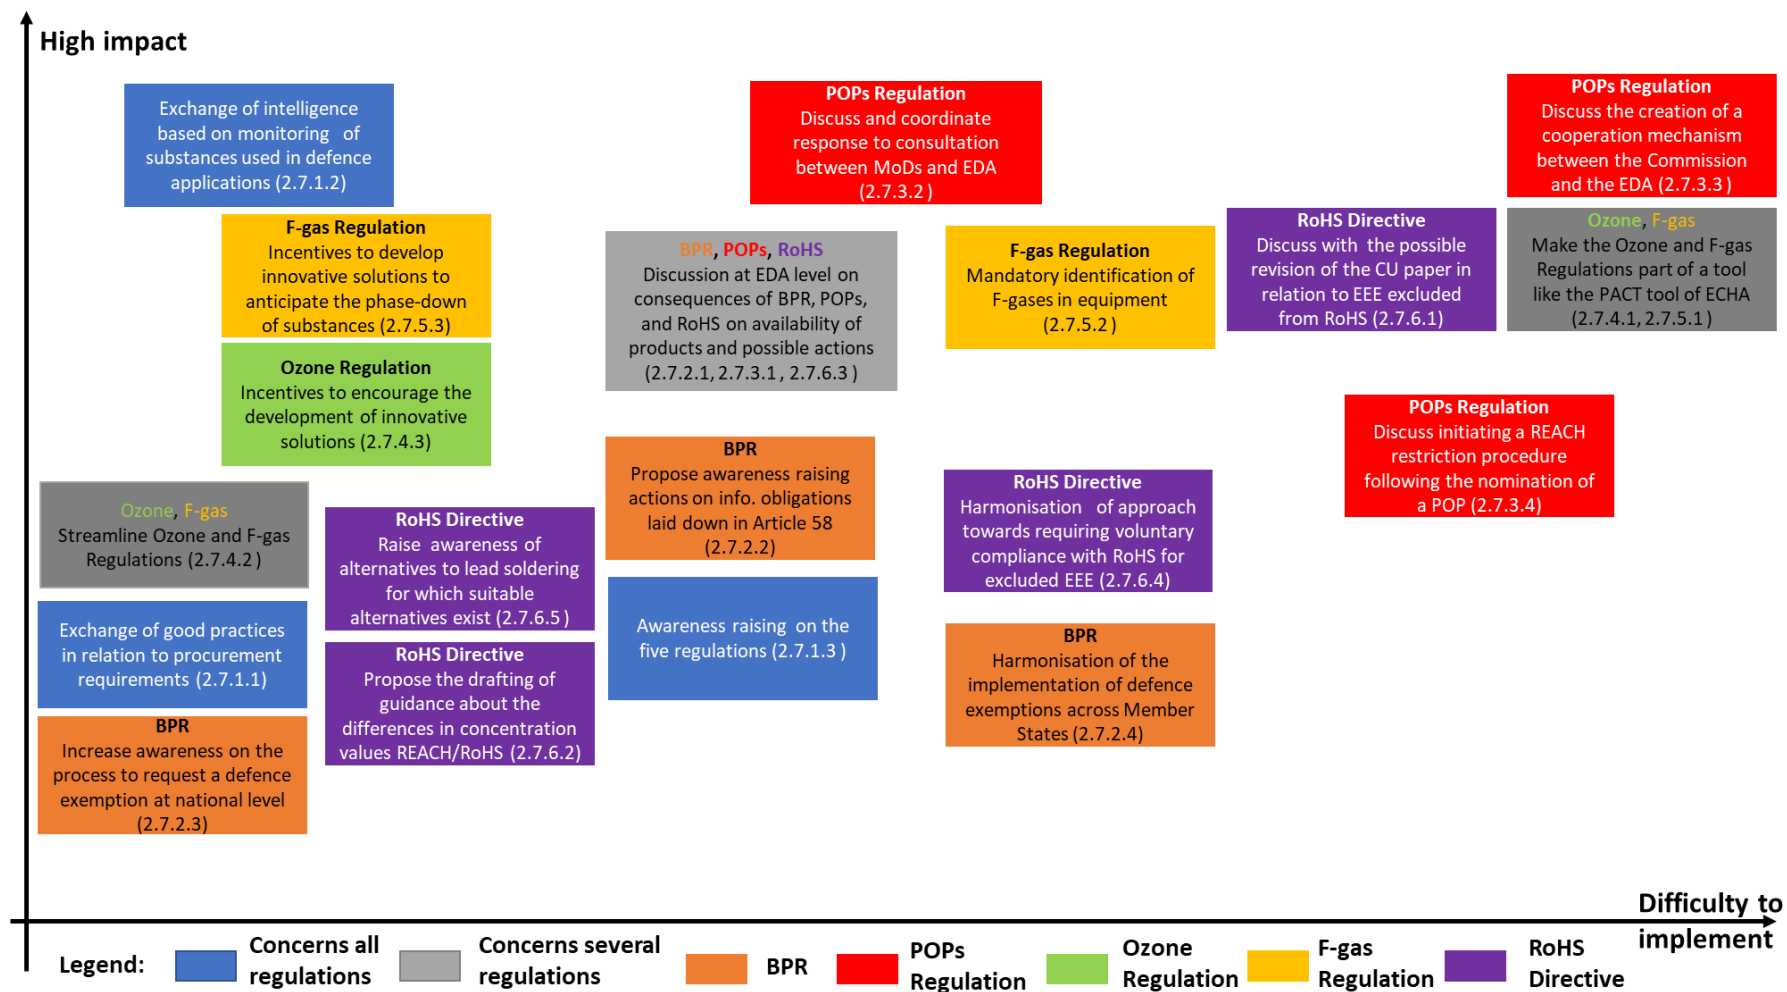 High impact
Exchange of intelligence
based on monitoring of
substances used in defence
applications (2.7.1.2)
POPs Regulation
Discuss and coordinate
response to consultation
between MoDs and EDA
(2.7.3.2)
POPs Regulation
Discuss the creation of a
cooperation mechanism
between the Commission
and the EDA (2.7.3.3)
F-gas Regulation
Incentives to develop
innovative solutions to
anticipate the phase-down
of substances (2.7.5.3)
BPR, POPs, RoHS
Discussion at EDA level on
consequences of BPR, POPs,
and RoHS on availability of
products and possible actions
(2.7.2.1, 2.7.3.1 , 2.7.6.3 )
F-gas Regulation
Mandatory identification of
F-gases in equipment
(2.7.5.2 )
RoHS Directive
Discuss with the possible
revision of the CU paper in
relation to EEE excluded
from RoHS (2.7.6.1)
Ozone, F-gas
Make the Ozone and F-gas
Regulations part of a tool
like the PACT tool of ECHA
(2.7.4.1, 2.7.5.1 )
Ozone Regulation
Incentives to encourage the
development of innovative
solutions (2.7.4.3)
POPs Regulation
Discuss initiating a REACH
restriction procedure
following the nomination of
a POP (2.7.3.4)
BPR
Propose awareness raising
actions on info. obligations
laid down in Article 58
(2.7.2.2)
RoHS Directive
Harmonisation of approach
towards requiring voluntary
compliance with RoHS for
excluded EEE (2.7.6.4)
Ozone, F-gas
Streamline Ozone and F-gas
Regulations (2.7.4.2 )
RoHS Directive
Raise awareness of
alternatives to lead soldering
for which suitable
alternatives exist (2.7.6.5 )
Exchange of good practices
in relation to procurement
requirements (2.7.1.1)
Awareness raising on the
five regulations (2.7.1.3 )
RoHS Directive
Propose the drafting of
guidance about the
differences in concentration
values REACH/RoHS (2.7.6.2)
BPR
Harmonisation of the
implementation of defence
exemptions across Member
States (2.7.2.4)
BPR
Increase awareness on the
process to request a defence
exemption at national level
(2.7.2.3)
Difficulty to
implement
Legend:
Concerns all
regulations
Concerns several
regulations
BPR
POPs
Regulation
Ozone
Regulation
F-gas
Regulation
RoHS
Directive